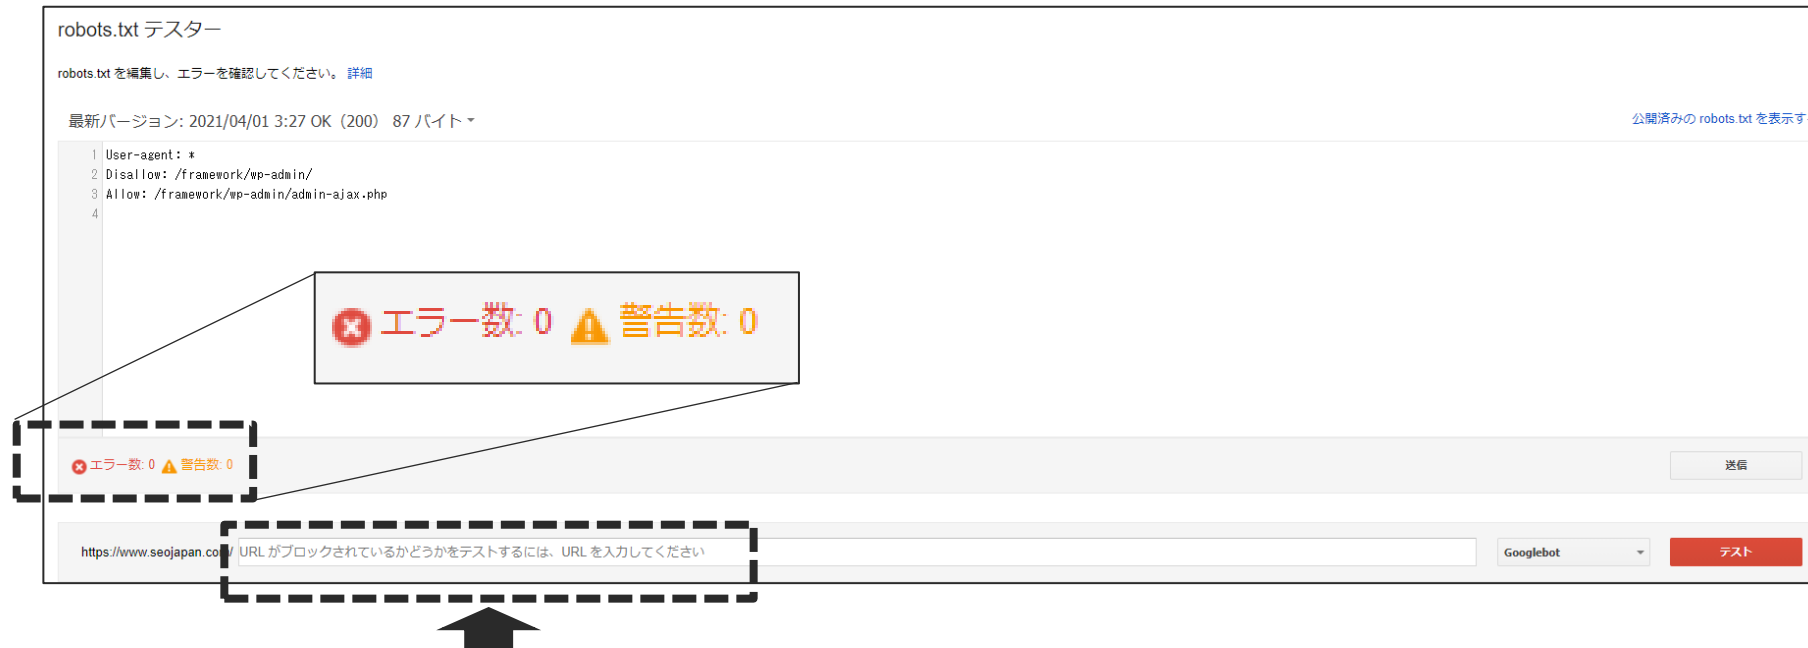 robots.txt テスター
robots.txt を編集し、エラーを確認してください。 詳細
最新バージョン: 2021/04/01 3:27 OK（200） 87 バイト
公開済みの robots.txt を表示す
1 User-agent: *
2 Disallow: /framework/wp-admin/
3 Allow: /framework/wp-admin/admin-ajax.php
4
エラー数: 0 警告数: 0
エラー数: 0 警告数: 0
送信
https://www.seojapan.com/ URL がブロックされているかどうかをテストするには、URL を入力してください Googlebot テスト